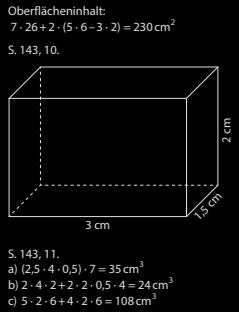 Oberflächeninhalt:
7 · 26 + 2 · (5 · 6 – 3 · 2) = 230 cm²
S. 143, 10.
2 cm
1,5 cm
3 cm
S. 143, 11.
a) (2,5 · 4 · 0,5) · 7 = 35 cm³
b) 2 · 4 · 2 + 2 · 2 · 0,5 · 4 = 24 cm³
c) 5 · 2 · 6 + 4 · 2 · 6 = 108 cm³